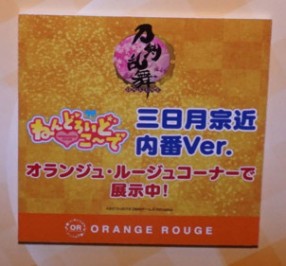 刀剣乱舞
ねんどろいど
こ〜で
三日月宗近
内番Ver.
オランジュ・ルージュコーナーで
展示中!
OR ORANGE ROUGE